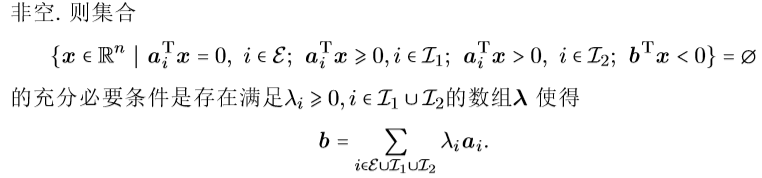 非空. 则集合
{x ∈ ℝⁿ | aᵢᵀx = 0, i ∈ ℰ; aᵢᵀx ⩾ 0, i ∈ ℐ₁; aᵢᵀx > 0, i ∈ ℐ₂; bᵀx < 0} = ∅
的充分必要条件是存在满足λᵢ ⩾ 0, i ∈ ℐ₁ ∪ ℐ₂的数组λ 使得
b = ∑_{i∈ℰ∪ℐ₁∪ℐ₂} λᵢaᵢ.